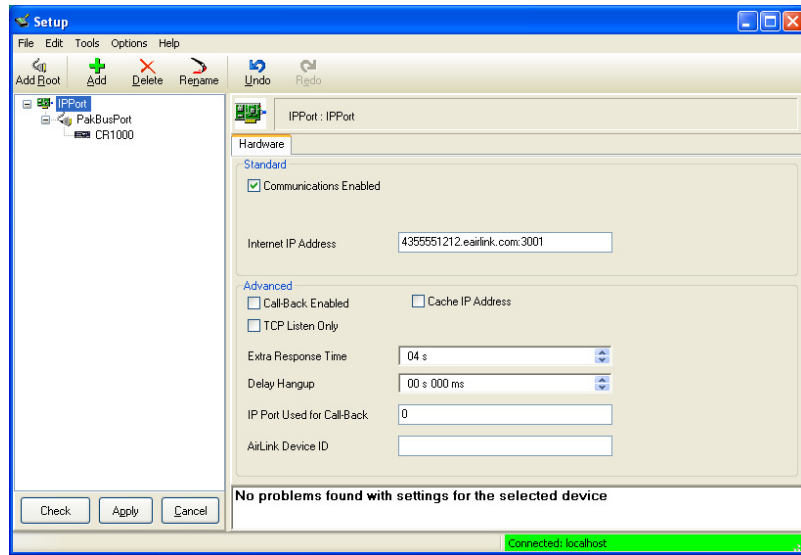 Setup
File Edit Tools Options Help
Add Root Add Delete Rename Undo Redo
IPPort
PakBusPort
CR1000
IPPort : IPPort
Hardware
Standard
Communications Enabled
Internet IP Address 4355551212.eairlink.com:3001
Advanced
Call-Back Enabled Cache IP Address
TCP Listen Only
Extra Response Time 04 s
Delay Hangup 00 s 000 ms
IP Port Used for Call-Back 0
AirLink Device ID
No problems found with settings for the selected device
Check Apply Cancel
Connected: localhost